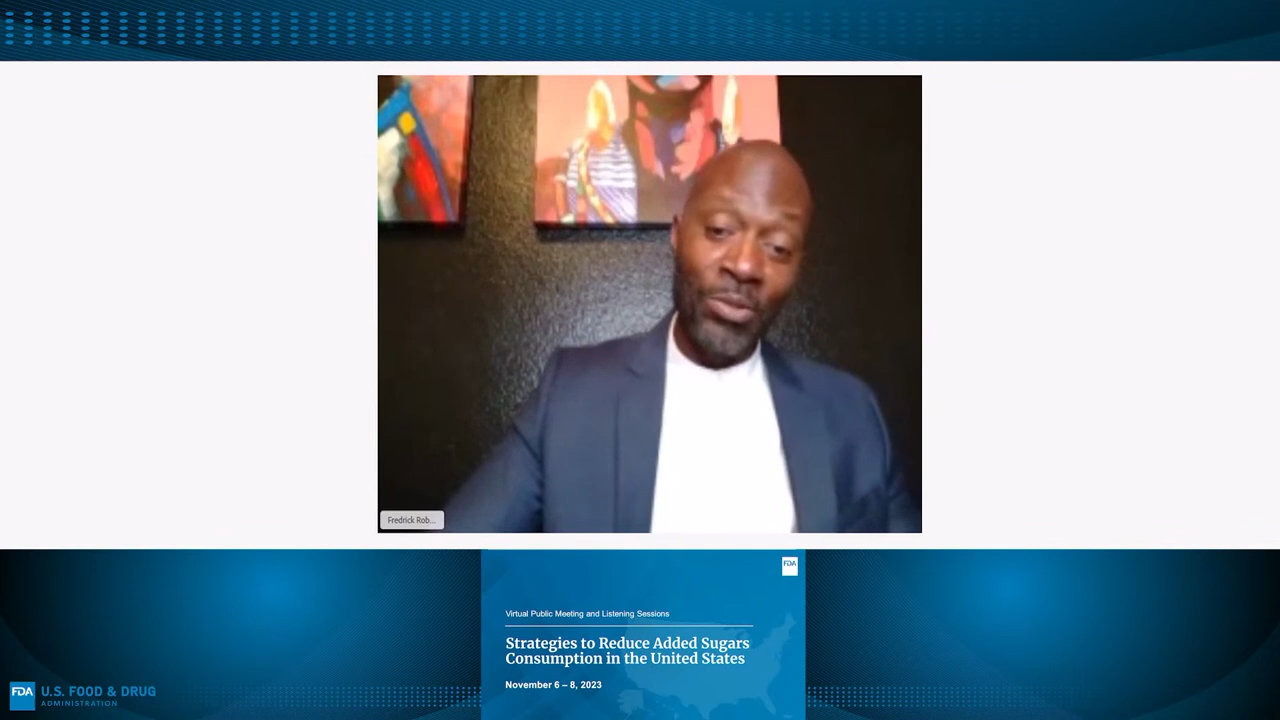 Fredrick Rob...
FDA
Virtual Public Meeting and Listening Sessions
Strategies to Reduce Added Sugars
Consumption in the United States
November 6 – 8, 2023
FDA
U.S. FOOD & DRUG
ADMINISTRATION